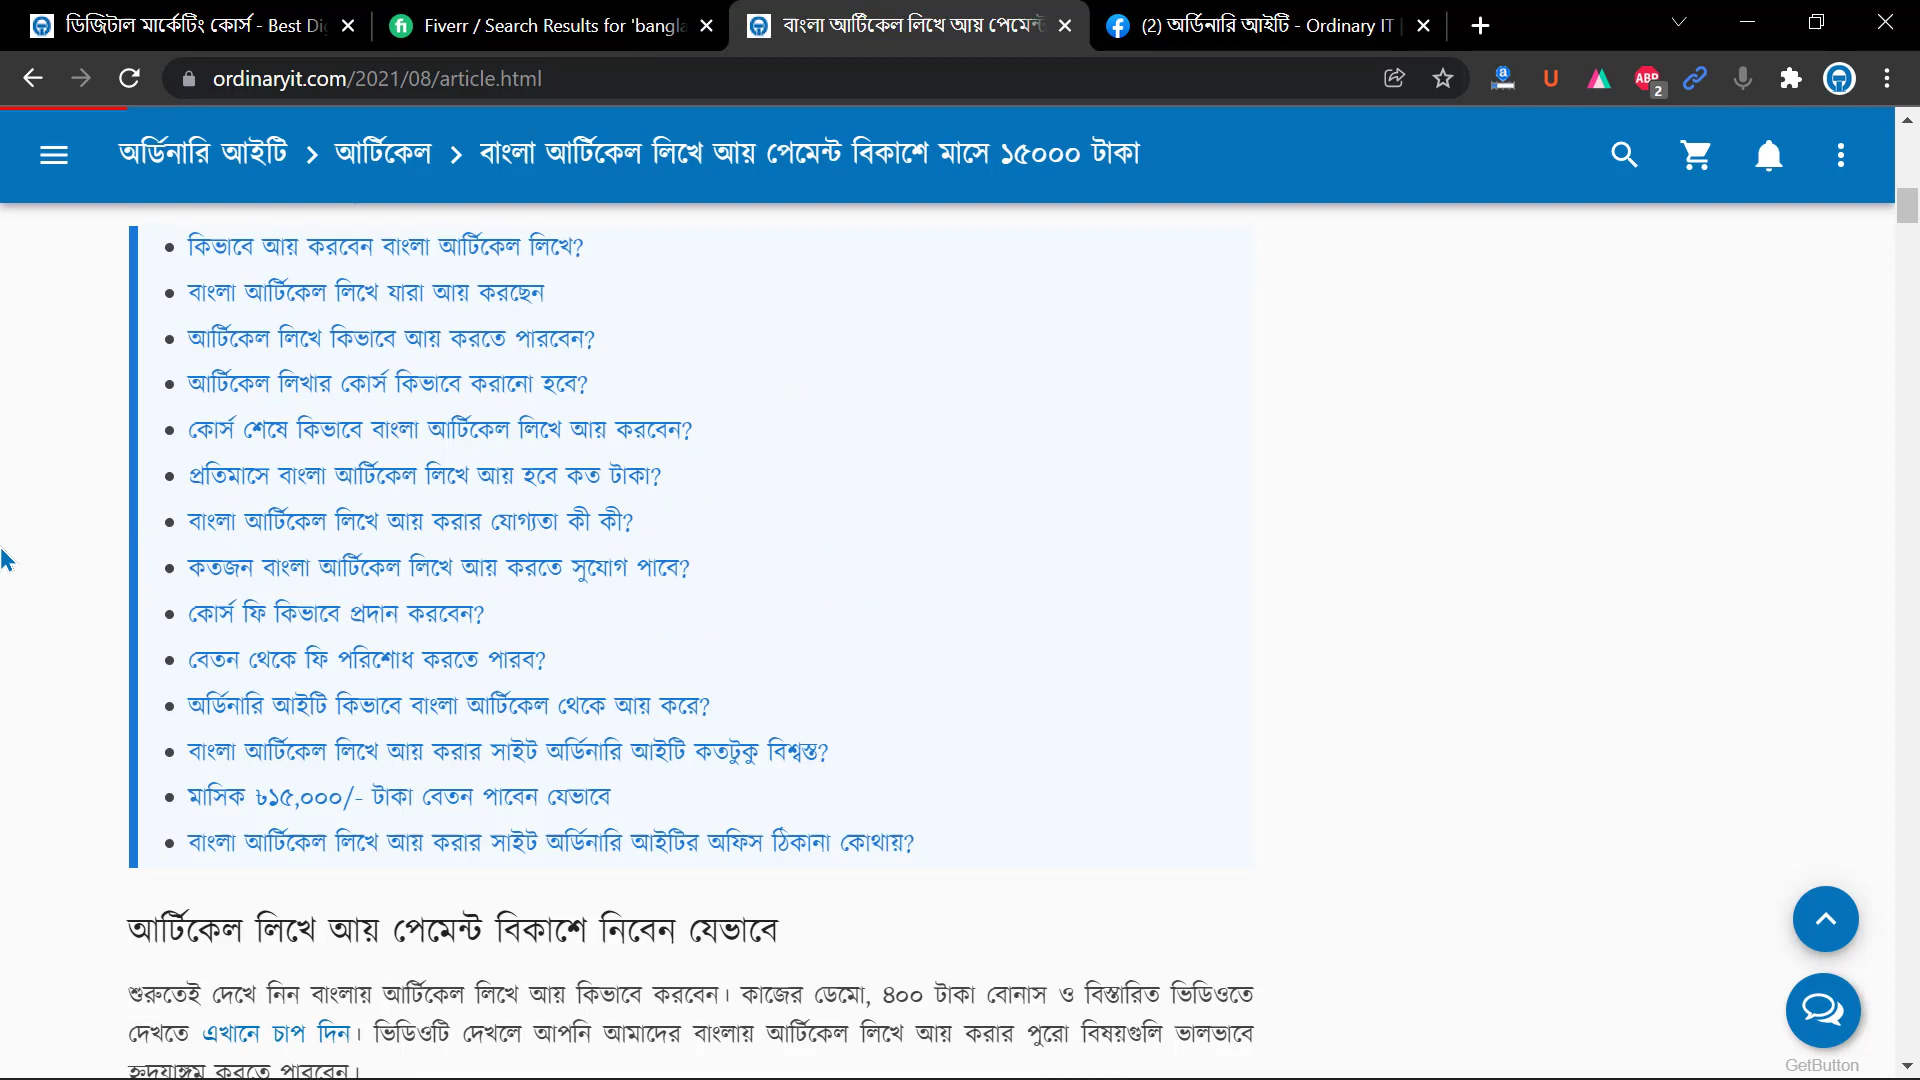 ডিজিটাল মার্কেটিং কোর্স - Best Di
Fiverr / Search Results for 'bangla
বাংলা আর্টিকেল লিখে আয় পেমেন্ট
(2) অর্ডিনারি আইটি - Ordinary IT |
ordinaryit.com/2021/08/article.html
U
ABP
2
অর্ডিনারি আইটি > আর্টিকেল > বাংলা আর্টিকেল লিখে আয় পেমেন্ট বিকাশে মাসে ১৫০০০ টাকা
কিভাবে আয় করবেন বাংলা আর্টিকেল লিখে?
বাংলা আর্টিকেল লিখে যারা আয় করছেন
আর্টিকেল লিখে কিভাবে আয় করতে পারবেন?
আর্টিকেল লিখার কোর্স কিভাবে করানো হবে?
কোর্স শেষে কিভাবে বাংলা আর্টিকেল লিখে আয় করবেন?
প্রতিমাসে বাংলা আর্টিকেল লিখে আয় হবে কত টাকা?
বাংলা আর্টিকেল লিখে আয় করার যোগ্যতা কী কী?
কতজন বাংলা আর্টিকেল লিখে আয় করতে সুযোগ পাবে?
কোর্স ফি কিভাবে প্রদান করবেন?
বেতন থেকে ফি পরিশোধ করতে পারব?
অর্ডিনারি আইটি কিভাবে বাংলা আর্টিকেল থেকে আয় করে?
বাংলা আর্টিকেল লিখে আয় করার সাইট অর্ডিনারি আইটি কতটুকু বিশ্বস্ত?
মাসিক ৳১৫,০০০/- টাকা বেতন পাবেন যেভাবে
বাংলা আর্টিকেল লিখে আয় করার সাইট অর্ডিনারি আইটির অফিস ঠিকানা কোথায়?
আর্টিকেল লিখে আয় পেমেন্ট বিকাশে নিবেন যেভাবে
শুরুতেই দেখে নিন বাংলায় আর্টিকেল লিখে আয় কিভাবে করবেন। কাজের ডেমো, ৪০০ টাকা বোনাস ও বিস্তারিত ভিডিওতে
দেখতে এখানে চাপ দিন। ভিডিওটি দেখলে আপনি আমাদের বাংলায় আর্টিকেল লিখে আয় করার পুরো বিষয়গুলি ভালভাবে
হৃদয়াঙ্গম করতে পারবেন।
GetButton